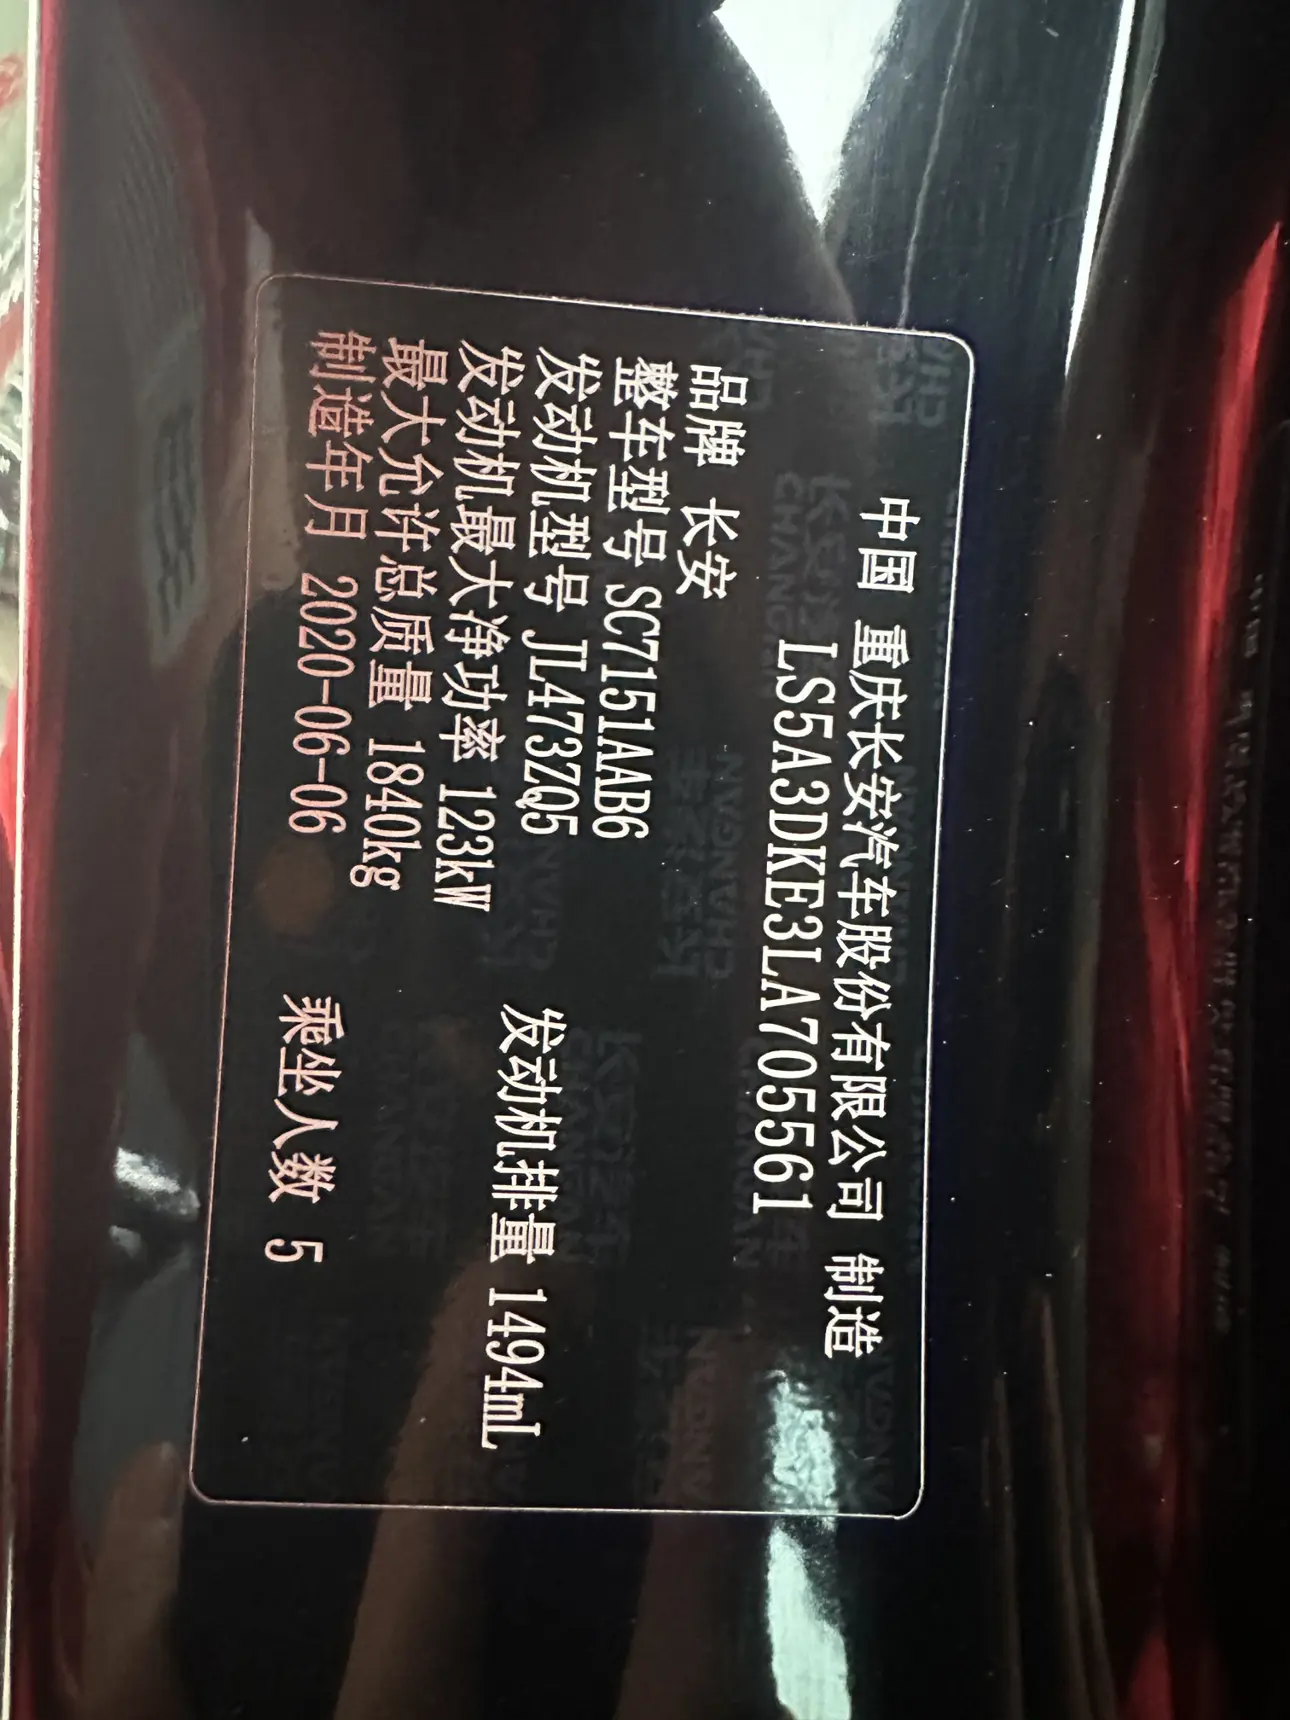 中国 重庆长安汽车股份有限公司 制造
LS5A3DKE3LA705561
品牌 长安
整车型号 SC7151AAB6
发动机型号 JL473ZQ5 发动机排量 1494mL
发动机最大净功率 123kW
最大允许总质量 1840kg
制造年月 2020-06-06 乘坐人数 5